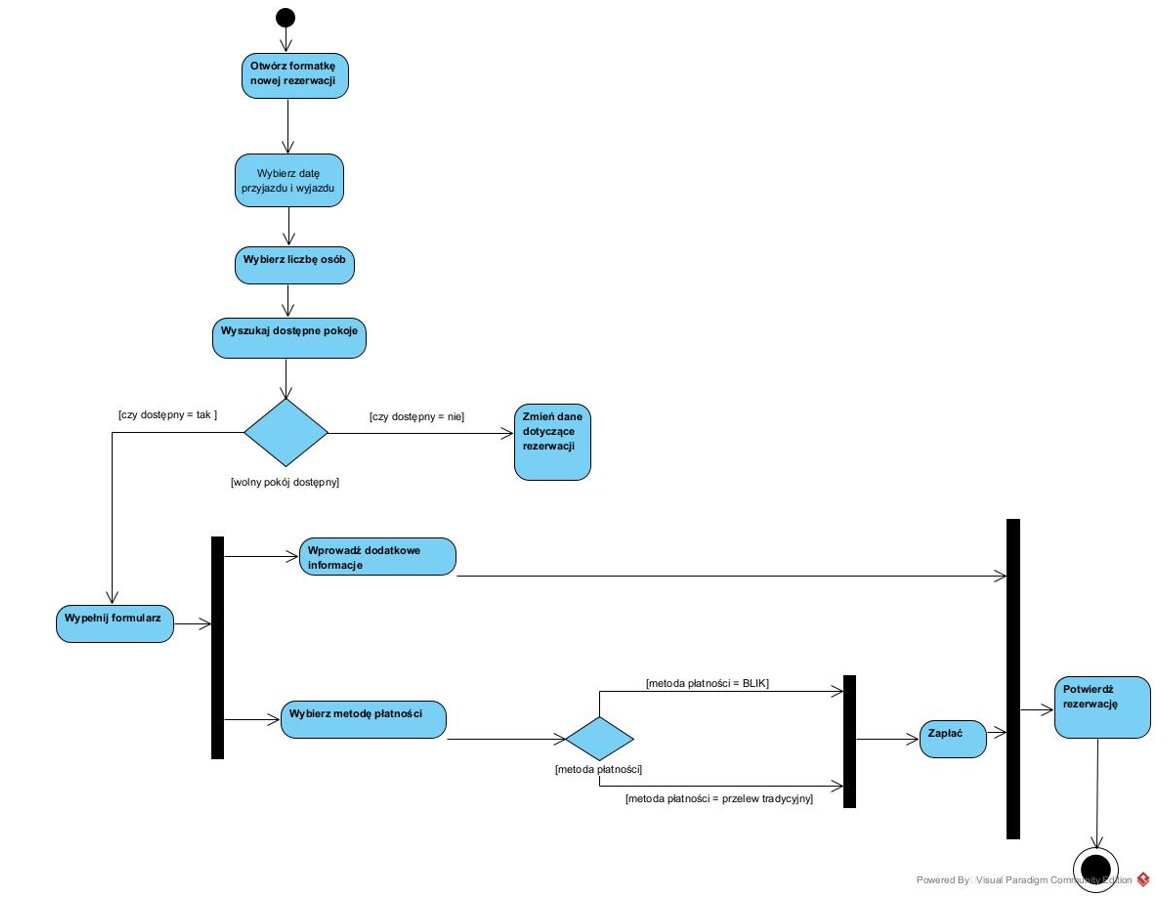 Otwórz formatkę
nowej rezerwacji
Wybierz datę
przyjazdu i wyjazdu
Wybierz liczbę osób
Wyszukaj dostępne pokoje
[czy dostępny = tak ]
[czy dostępny = nie]
Zmień dane
dotyczące
rezerwacji
[wolny pokój dostępny]
Wprowadź dodatkowe
informacje
Wypełnij formularz
Wybierz metodę płatności
[metoda płatności = BLIK]
[metoda płatności]
[metoda płatności = przelew tradycyjny]
Zapłać
Potwierdź
rezerwację
Powered By Visual Paradigm Community Edition